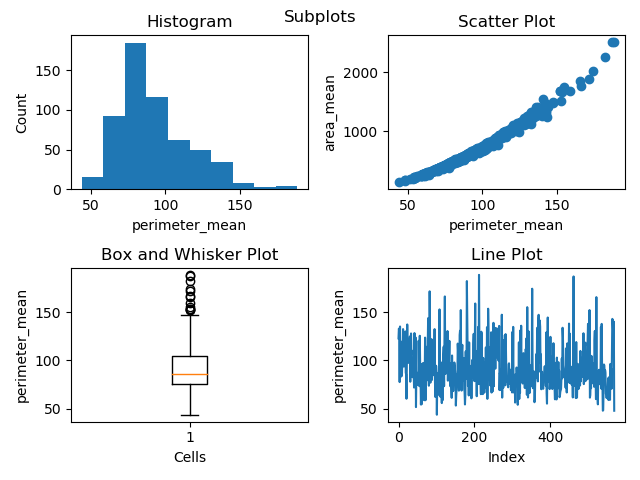 Subplots
Histogram
150
100
50
0
Count
50 100 150
perimeter_mean
Scatter Plot
2000
1000
area_mean
50 100 150
perimeter_mean
Box and Whisker Plot
150
100
50
perimeter_mean
1
Cells
Line Plot
150
100
50
perimeter_mean
0 200 400
Index